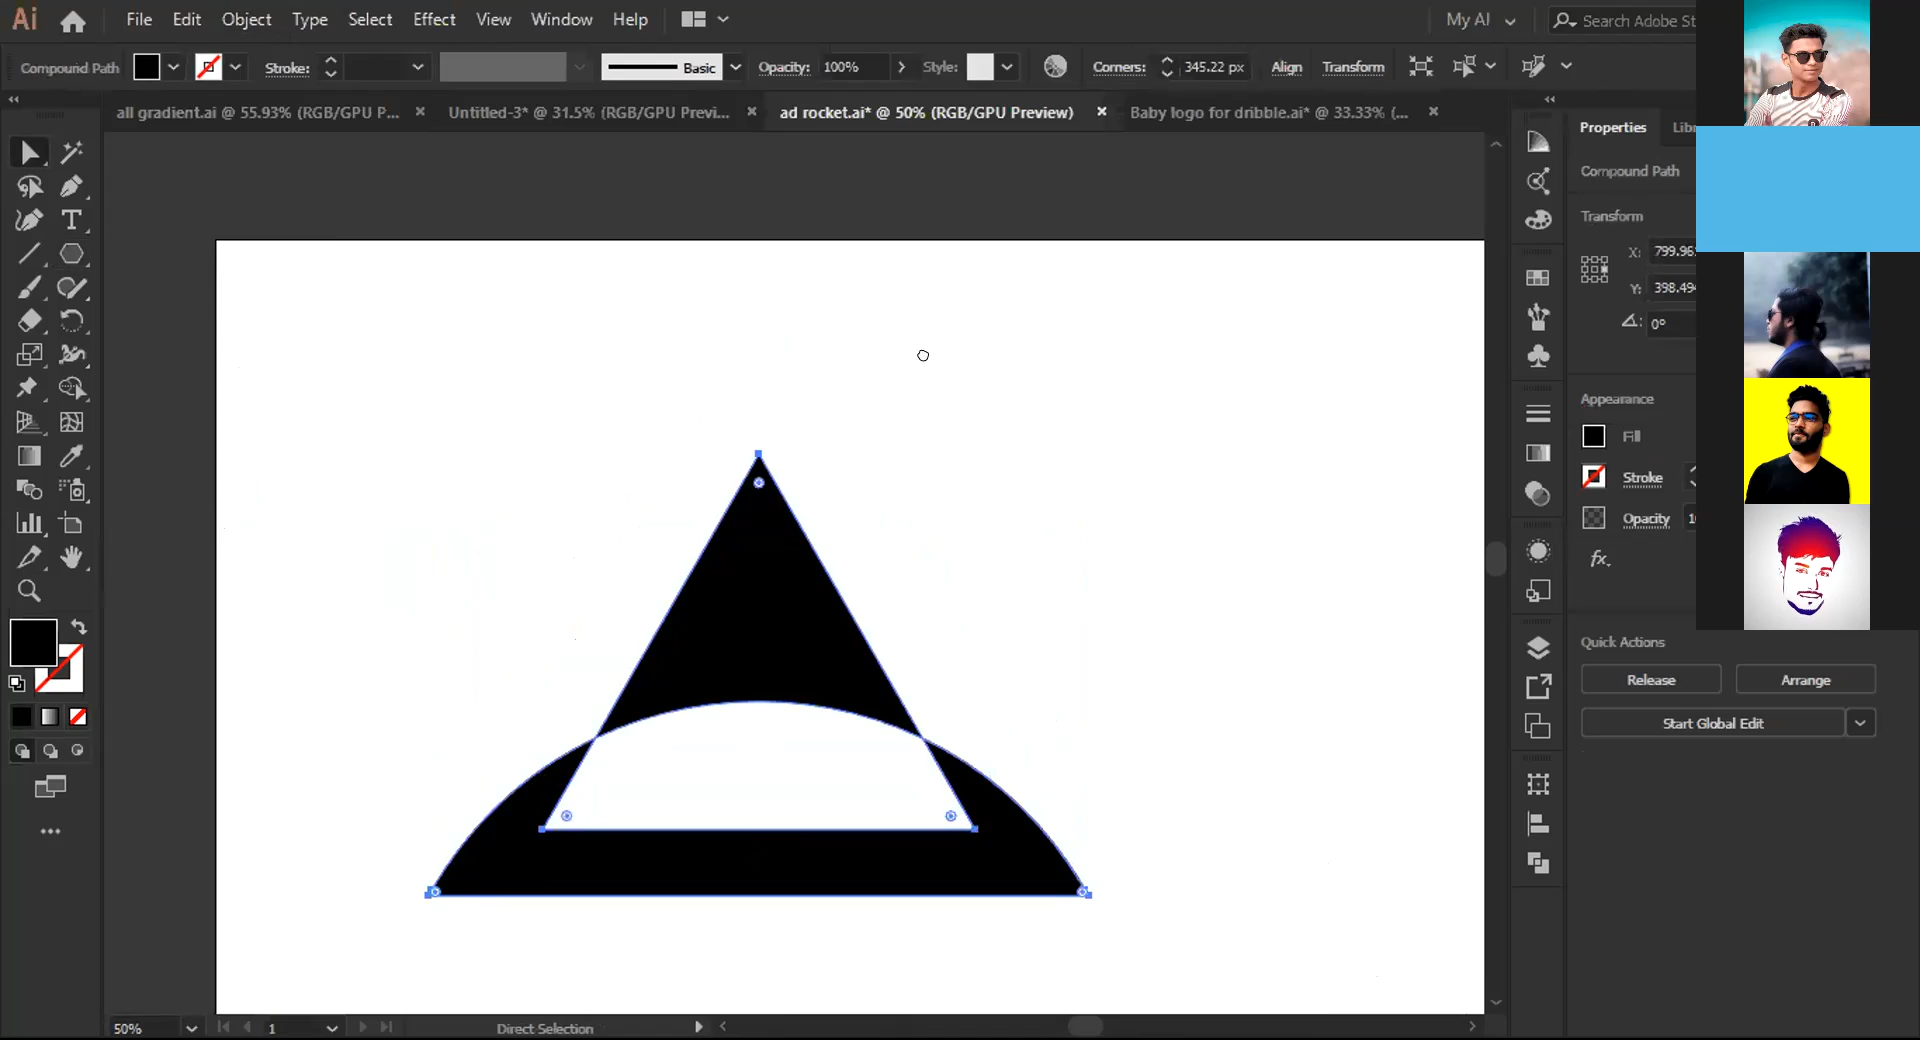 Ai File Edit Object Type Select Effect View Window Help My AI Search Adobe St
Compound Path Stroke: Basic Opacity: 100% Style: Corners: 345.22 px Align Transform
all gradient.ai @ 55.93% (RGB/GPU P... × Untitled-3* @ 31.5% (RGB/GPU Previ... × ad rocket.ai* @ 50% (RGB/GPU Preview) × Baby logo for dribble.ai* @ 33.33% (... ×
Properties Lib
Compound Path
Transform
X: 799.96
Y: 398.494
0°
Appearance
Fill
Stroke
Opacity 10
fx.
Quick Actions
Release Arrange
Start Global Edit
50% 1 Direct Selection